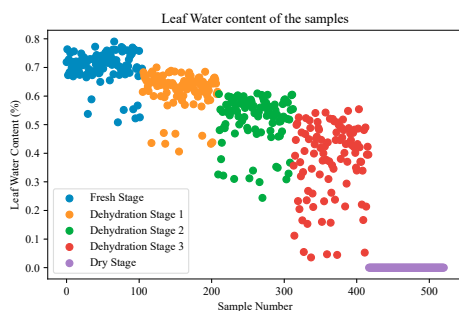 Leaf Water content of the samples
Leaf Water Content (%)
0.8
0.7
0.6
0.5
0.4
0.3
0.2
0.1
0.0
Fresh Stage
Dehydration Stage 1
Dehydration Stage 2
Dehydration Stage 3
Dry Stage
0
100
200
300
400
500
Sample Number